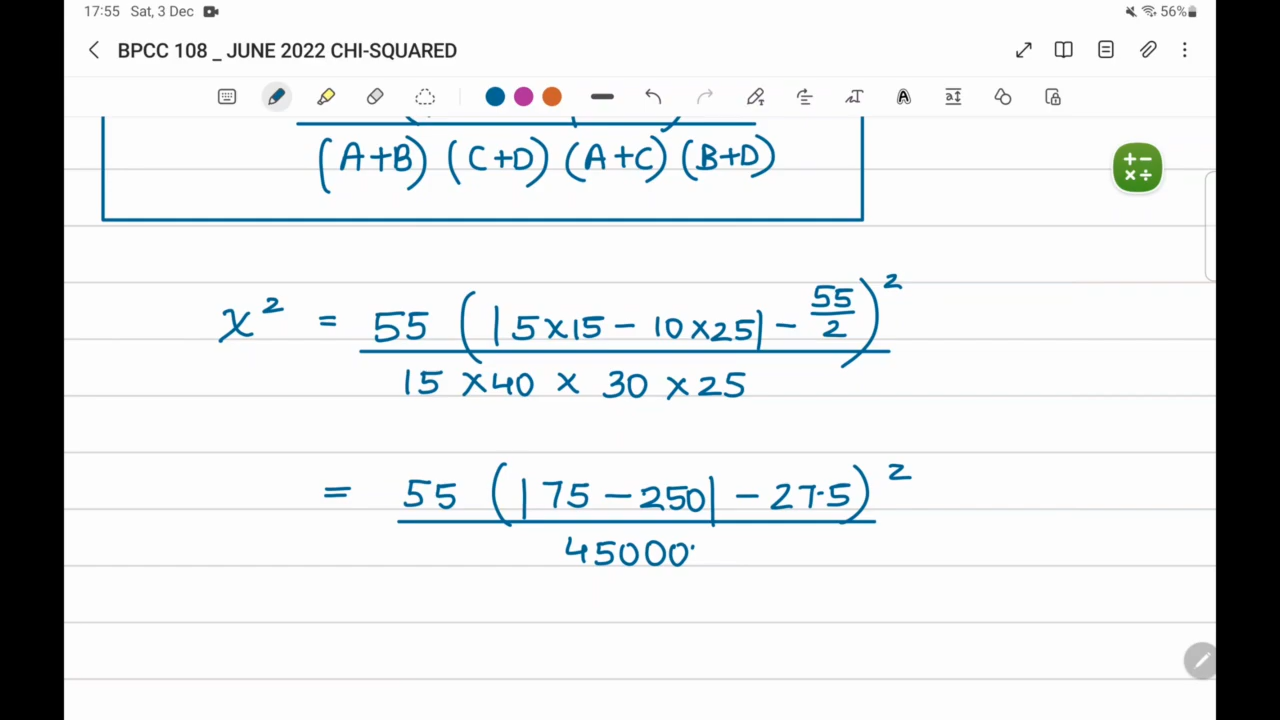 17:55 Sat, 3 Dec 56%
BPCC 108 _ JUNE 2022 CHI-SQUARED
(A+B) (C+D) (A+C) (B+D)
χ² = 55 (|5×15 − 10×25| − 55/2)²
15 ×40 × 30 ×25
= 55 (|75 − 250| − 27.5)²
45000